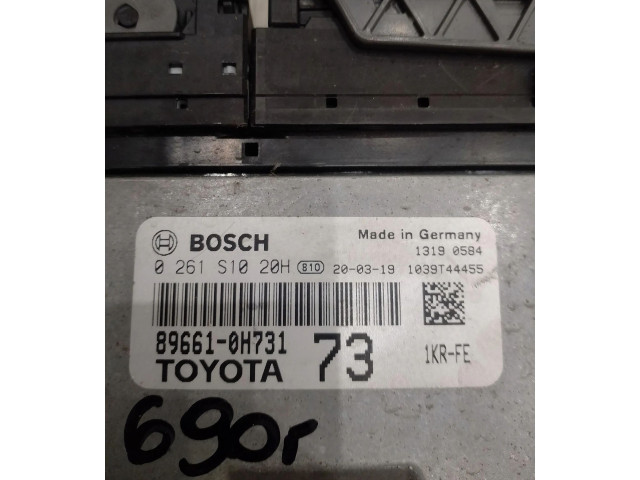 BOSCH Made in Germany
1319 0584
0 261 S10 20H B10 20-03-19 1039T44455
89661-0H731
TOYOTA 73 1KR-FE
690r